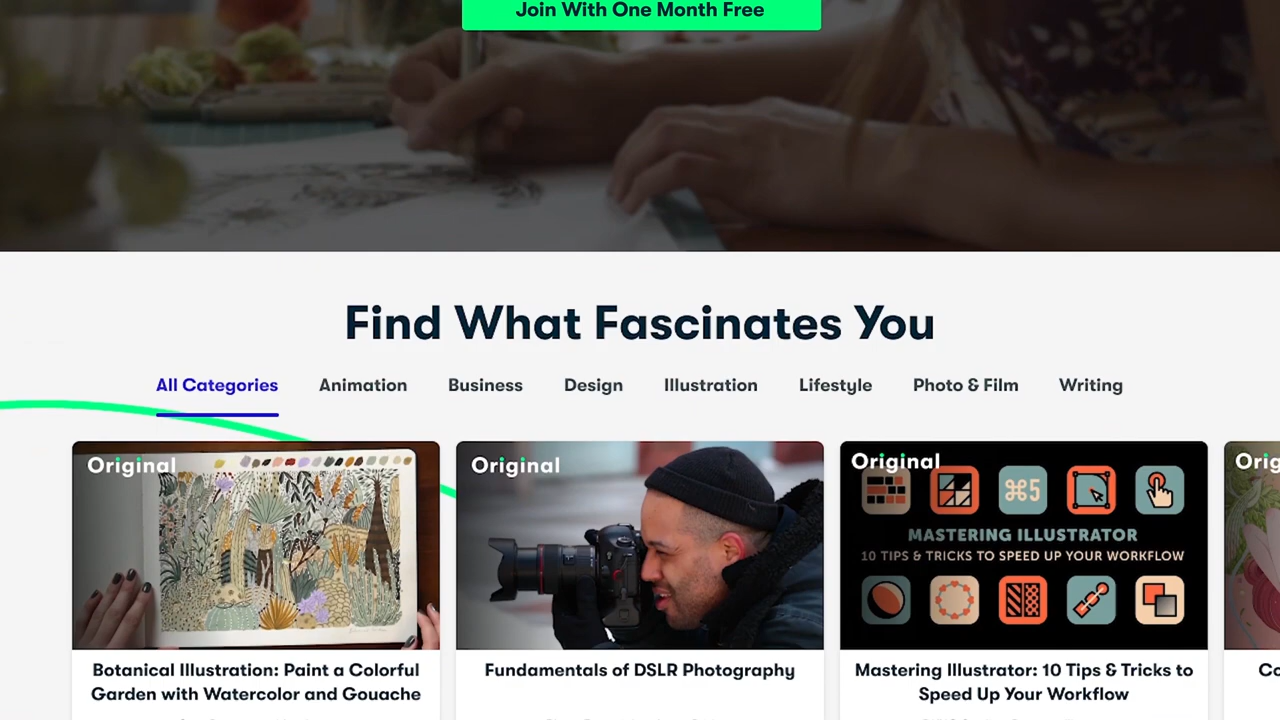 Join With One Month Free
Find What Fascinates You
All Categories Animation Business Design Illustration Lifestyle Photo & Film Writing
Original
Original
Original
⌘5
MASTERING ILLUSTRATOR
10 TIPS & TRICKS TO SPEED UP YOUR WORKFLOW
Botanical Illustration: Paint a Colorful
Garden with Watercolor and Gouache
Fundamentals of DSLR Photography
Mastering Illustrator: 10 Tips & Tricks to
Speed Up Your Workflow